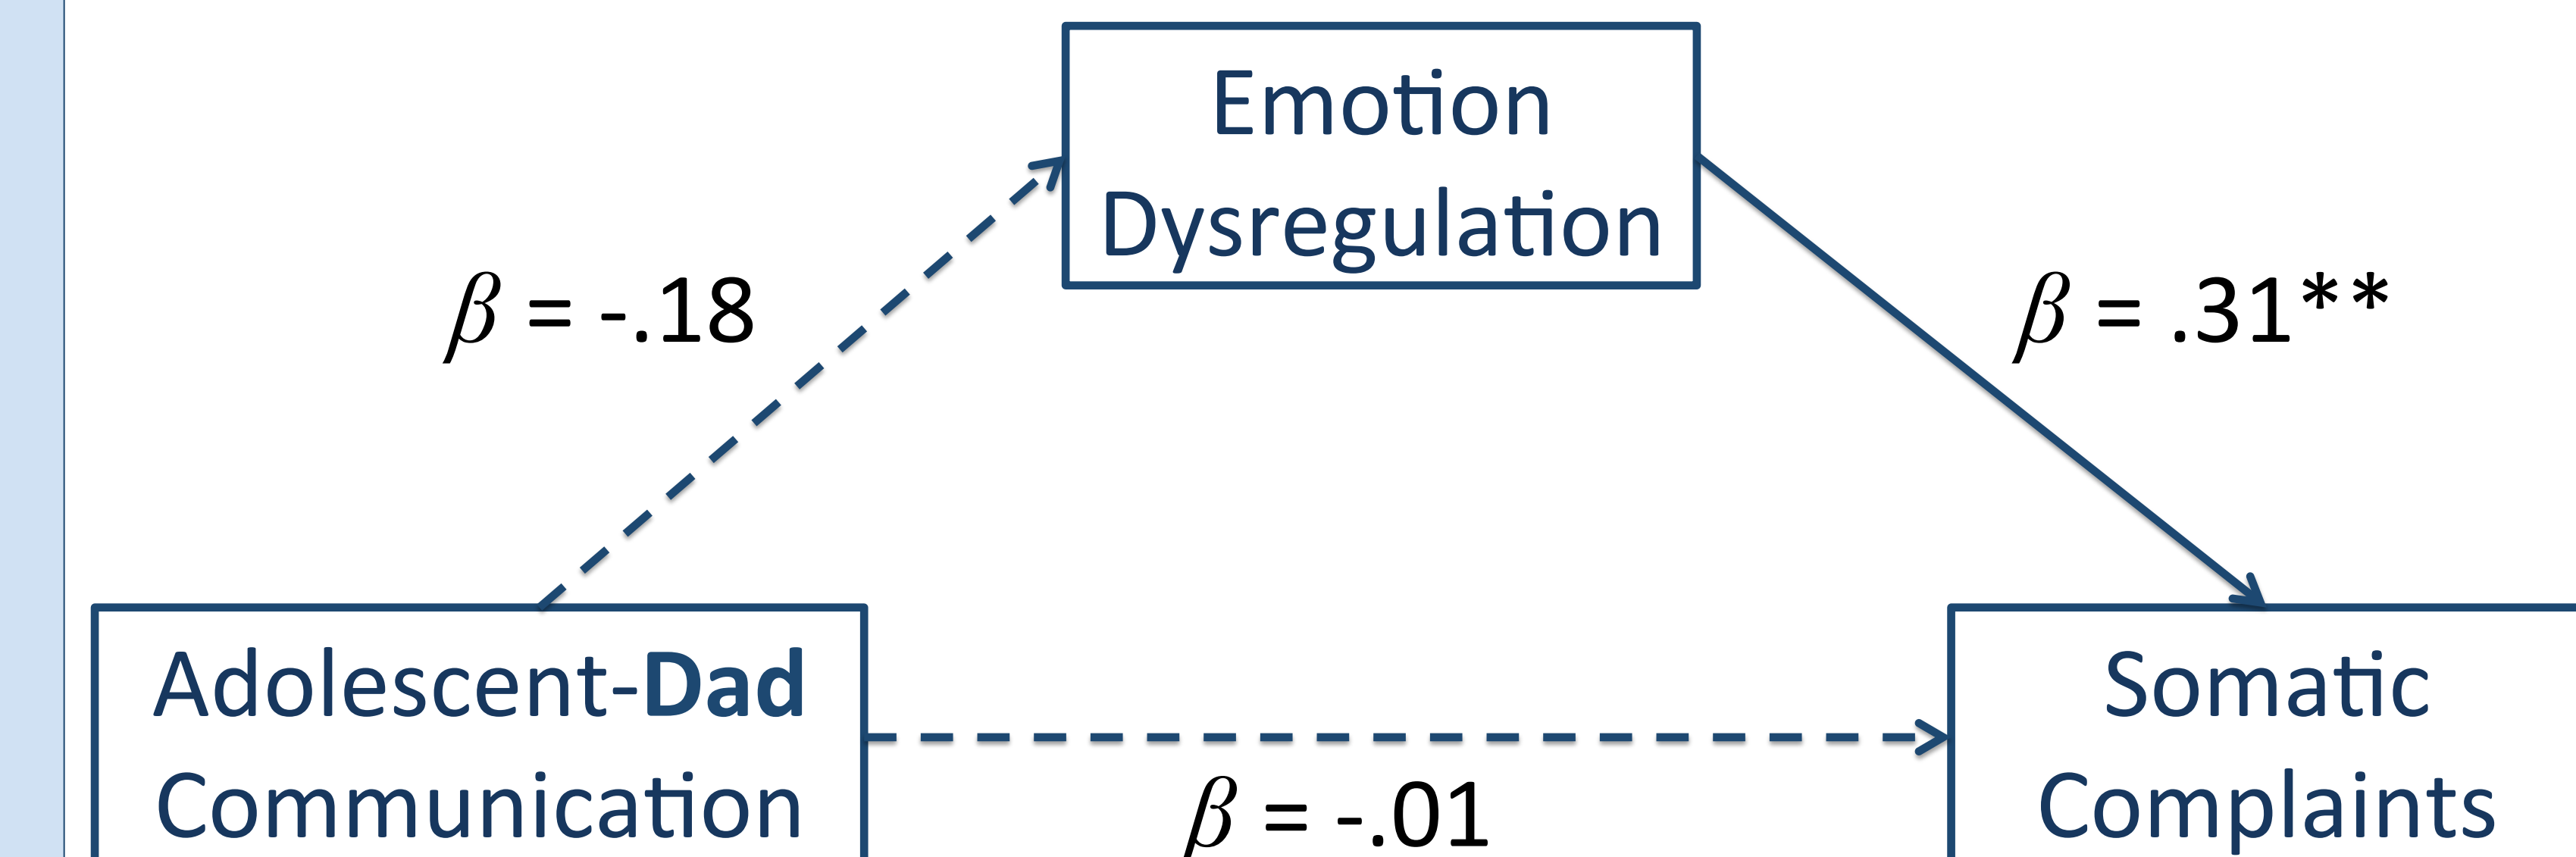 Emotion
Dysregulation
β = -.18
β = .31**
Adolescent-Dad
Communication
β = -.01
Somatic
Complaints